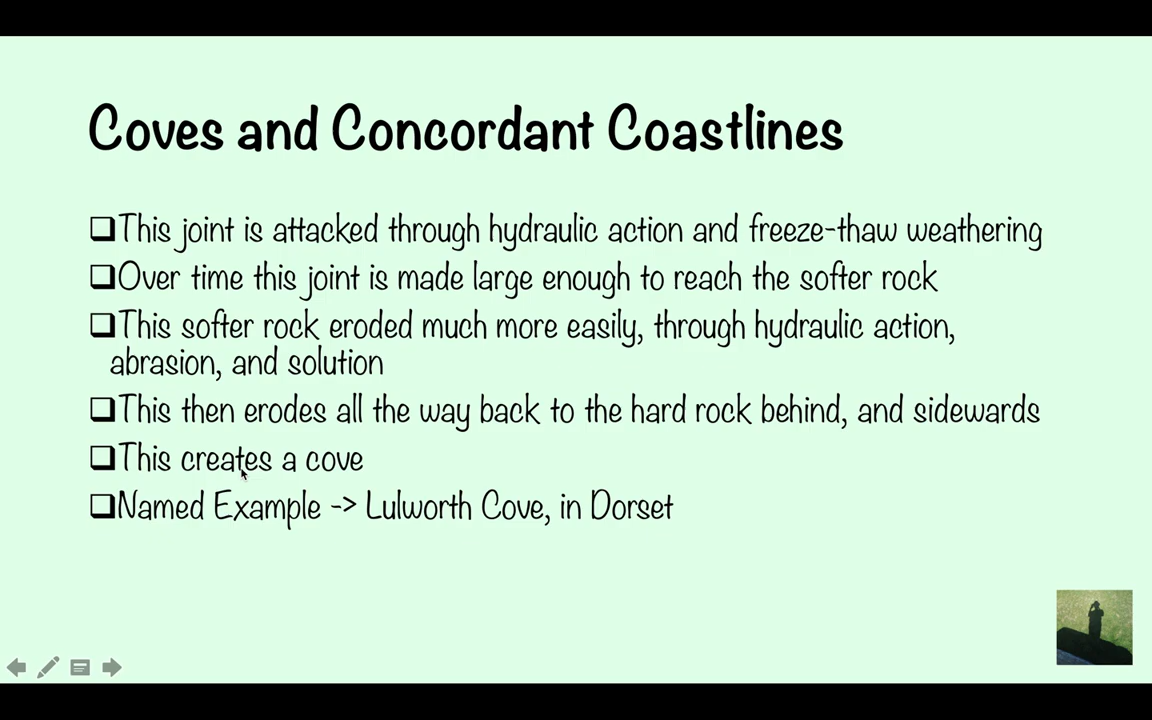 Coves and Concordant Coastlines
❑This joint is attacked through hydraulic action and freeze-thaw weathering
❑Over time this joint is made large enough to reach the softer rock
❑This softer rock eroded much more easily, through hydraulic action,
abrasion, and solution
❑This then erodes all the way back to the hard rock behind, and sidewards
❑This creates a cove
❑Named Example -> Lulworth Cove, in Dorset